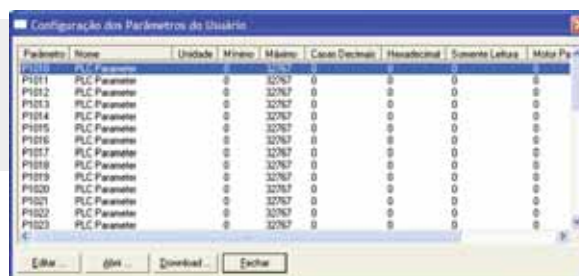 Configuração dos Parâmetros do Usuário
Parâmetro Nome Unidade Mínimo Máximo Casas Decimais Hexadecimal Somente Leitura Motor Pa
P1010 PLC Parameter 0 32767 0 0 0 0
P1011 PLC Parameter 0 32767 0 0 0 0
P1012 PLC Parameter 0 32767 0 0 0 0
P1013 PLC Parameter 0 32767 0 0 0 0
P1014 PLC Parameter 0 32767 0 0 0 0
P1015 PLC Parameter 0 32767 0 0 0 0
P1016 PLC Parameter 0 32767 0 0 0 0
P1017 PLC Parameter 0 32767 0 0 0 0
P1018 PLC Parameter 0 32767 0 0 0 0
P1019 PLC Parameter 0 32767 0 0 0 0
P1020 PLC Parameter 0 32767 0 0 0 0
P1021 PLC Parameter 0 32767 0 0 0 0
P1022 PLC Parameter 0 32767 0 0 0 0
P1023 PLC Parameter 0 32767 0 0 0 0
Editar ... Abrir ... Download ... Fechar